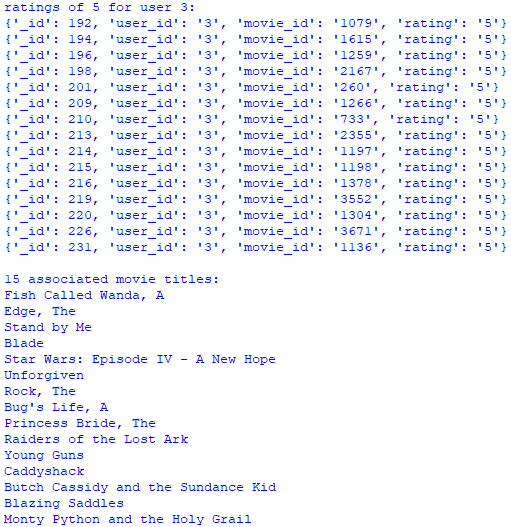 ratings of 5 for user 3:
{'_id': 192, 'user_id': '3', 'movie_id': '1079', 'rating': '5'}
{'_id': 194, 'user_id': '3', 'movie_id': '1615', 'rating': '5'}
{'_id': 196, 'user_id': '3', 'movie_id': '1259', 'rating': '5'}
{'_id': 198, 'user_id': '3', 'movie_id': '2167', 'rating': '5'}
{'_id': 201, 'user_id': '3', 'movie_id': '260', 'rating': '5'}
{'_id': 209, 'user_id': '3', 'movie_id': '1266', 'rating': '5'}
{'_id': 210, 'user_id': '3', 'movie_id': '733', 'rating': '5'}
{'_id': 213, 'user_id': '3', 'movie_id': '2355', 'rating': '5'}
{'_id': 214, 'user_id': '3', 'movie_id': '1197', 'rating': '5'}
{'_id': 215, 'user_id': '3', 'movie_id': '1198', 'rating': '5'}
{'_id': 216, 'user_id': '3', 'movie_id': '1378', 'rating': '5'}
{'_id': 219, 'user_id': '3', 'movie_id': '3552', 'rating': '5'}
{'_id': 220, 'user_id': '3', 'movie_id': '1304', 'rating': '5'}
{'_id': 226, 'user_id': '3', 'movie_id': '3671', 'rating': '5'}
{'_id': 231, 'user_id': '3', 'movie_id': '1136', 'rating': '5'}
15 associated movie titles:
Fish Called Wanda, A
Edge, The
Stand by Me
Blade
Star Wars: Episode IV - A New Hope
Unforgiven
Rock, The
Bug's Life, A
Princess Bride, The
Raiders of the Lost Ark
Young Guns
Caddyshack
Butch Cassidy and the Sundance Kid
Blazing Saddles
Monty Python and the Holy Grail